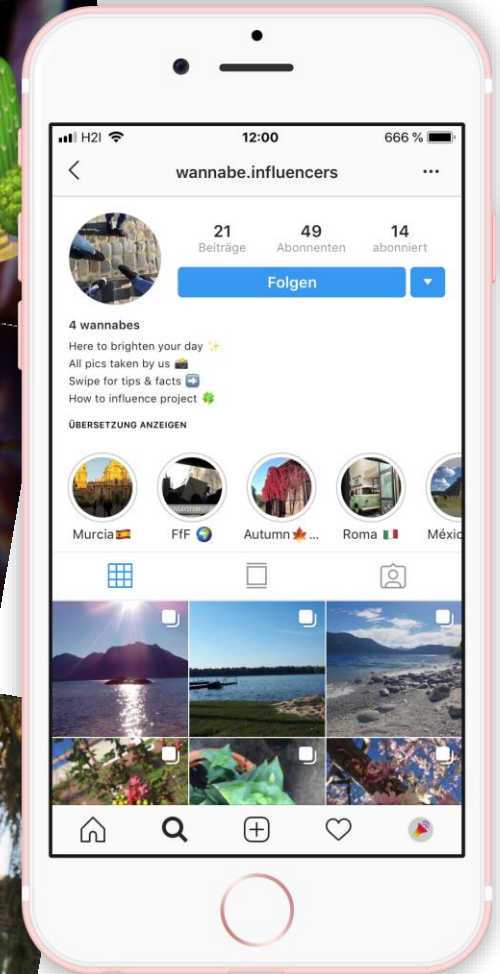 H2I 12:00 666 %
wannabe.influencers
21 49 14
Beiträge Abonnenten abonniert
Folgen
4 wannabes
Here to brighten your day ✨
All pics taken by us 📸
Swipe for tips & facts ➡️
How to influence project 🍀
ÜBERSETZUNG ANZEIGEN
Murcia🇪🇸 FfF 🌍 Autumn🍁... Roma 🇮🇹 Méxic